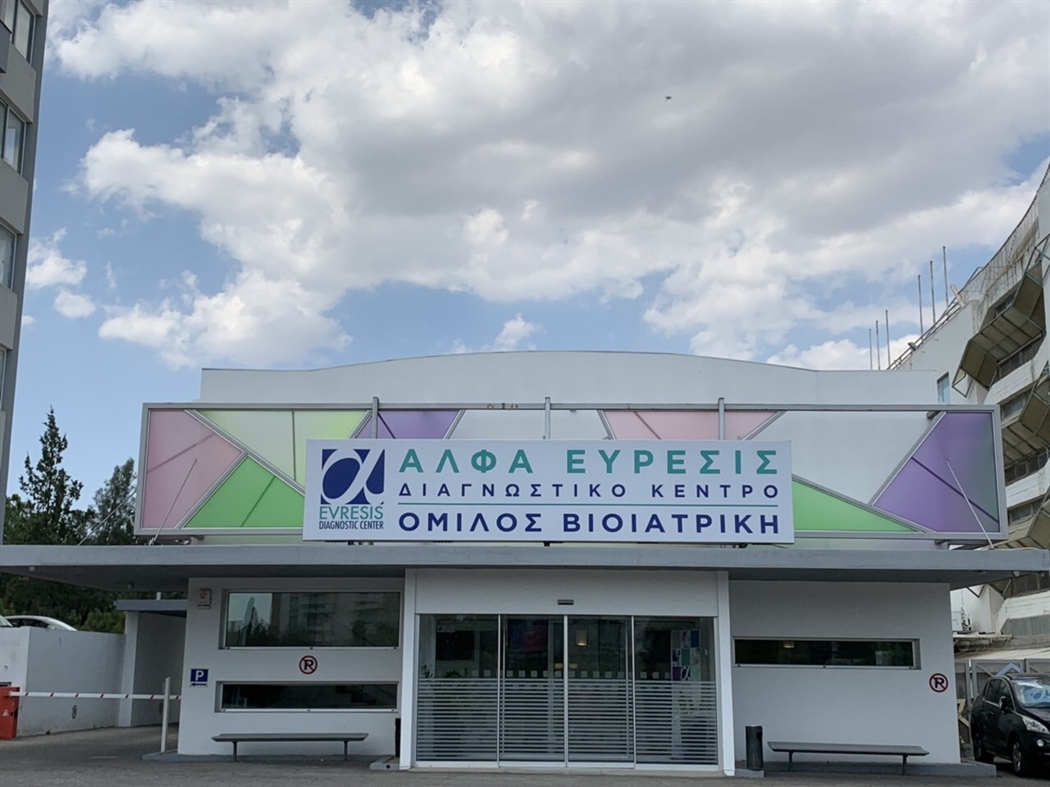 α
EVRESIS
DIAGNOSTIC CENTER
ΑΛΦΑ ΕΥΡΕΣΙΣ
ΔΙΑΓΝΩΣΤΙΚΟ ΚΕΝΤΡΟ
ΟΜΙΛΟΣ ΒΙΟΙΑΤΡΙΚΗ
P
R
R